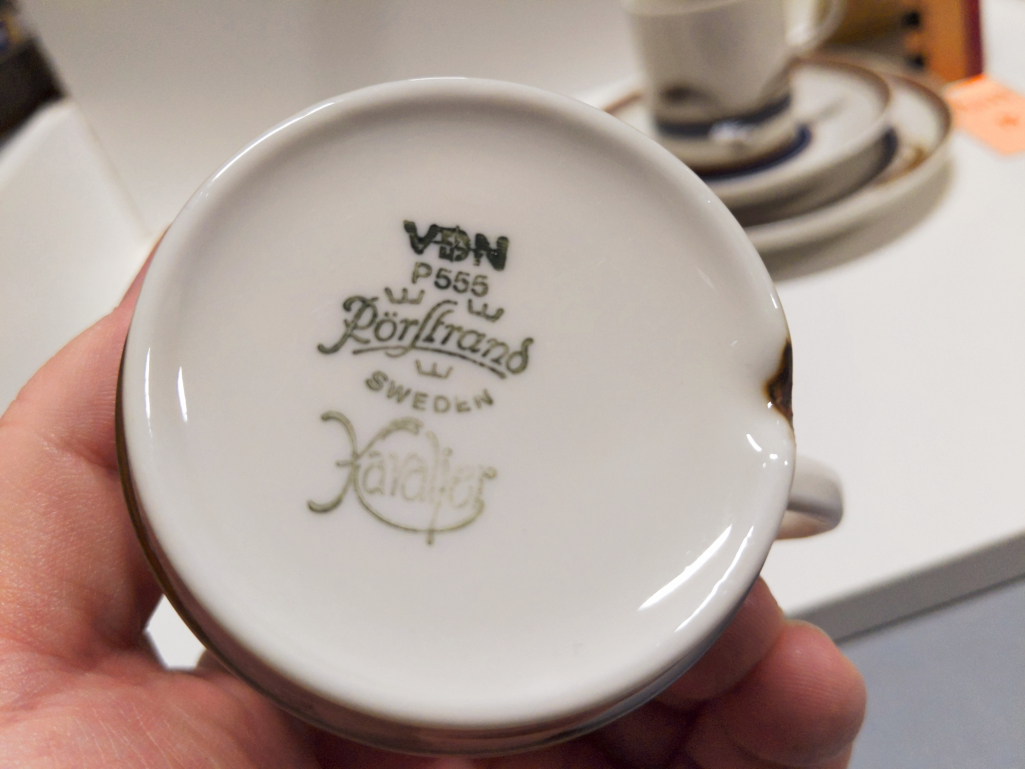 VDN
P555
Rörstrand
SWEDEN
Kavaljer